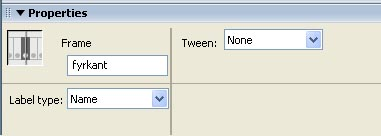 Properties
Frame
Tween: None
fyrkant
Label type: Name